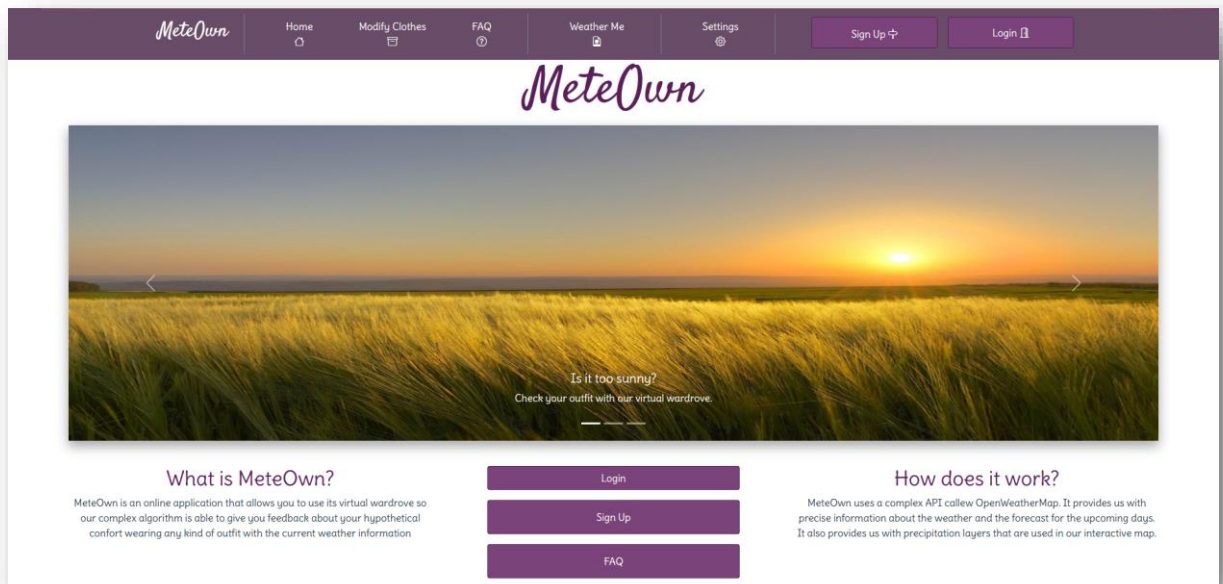 MeteOwn
Home
Modify Clothes
FAQ
Weather Me
Settings
Sign Up
Login
MeteOwn
Is it too sunny?
Check your outfit with our virtual wardrove.
What is MeteOwn?
MeteOwn is an online application that allows you to use its virtual wardrove so
our complex algorithm is able to give you feedback about your hypothetical
confort wearing any kind of outfit with the current weather information
Login
Sign Up
FAQ
How does it work?
MeteOwn uses a complex API callew OpenWeatherMap. It provides us with
precise information about the weather and the forecast for the upcoming days.
It also provides us with precipitation layers that are used in our interactive map.